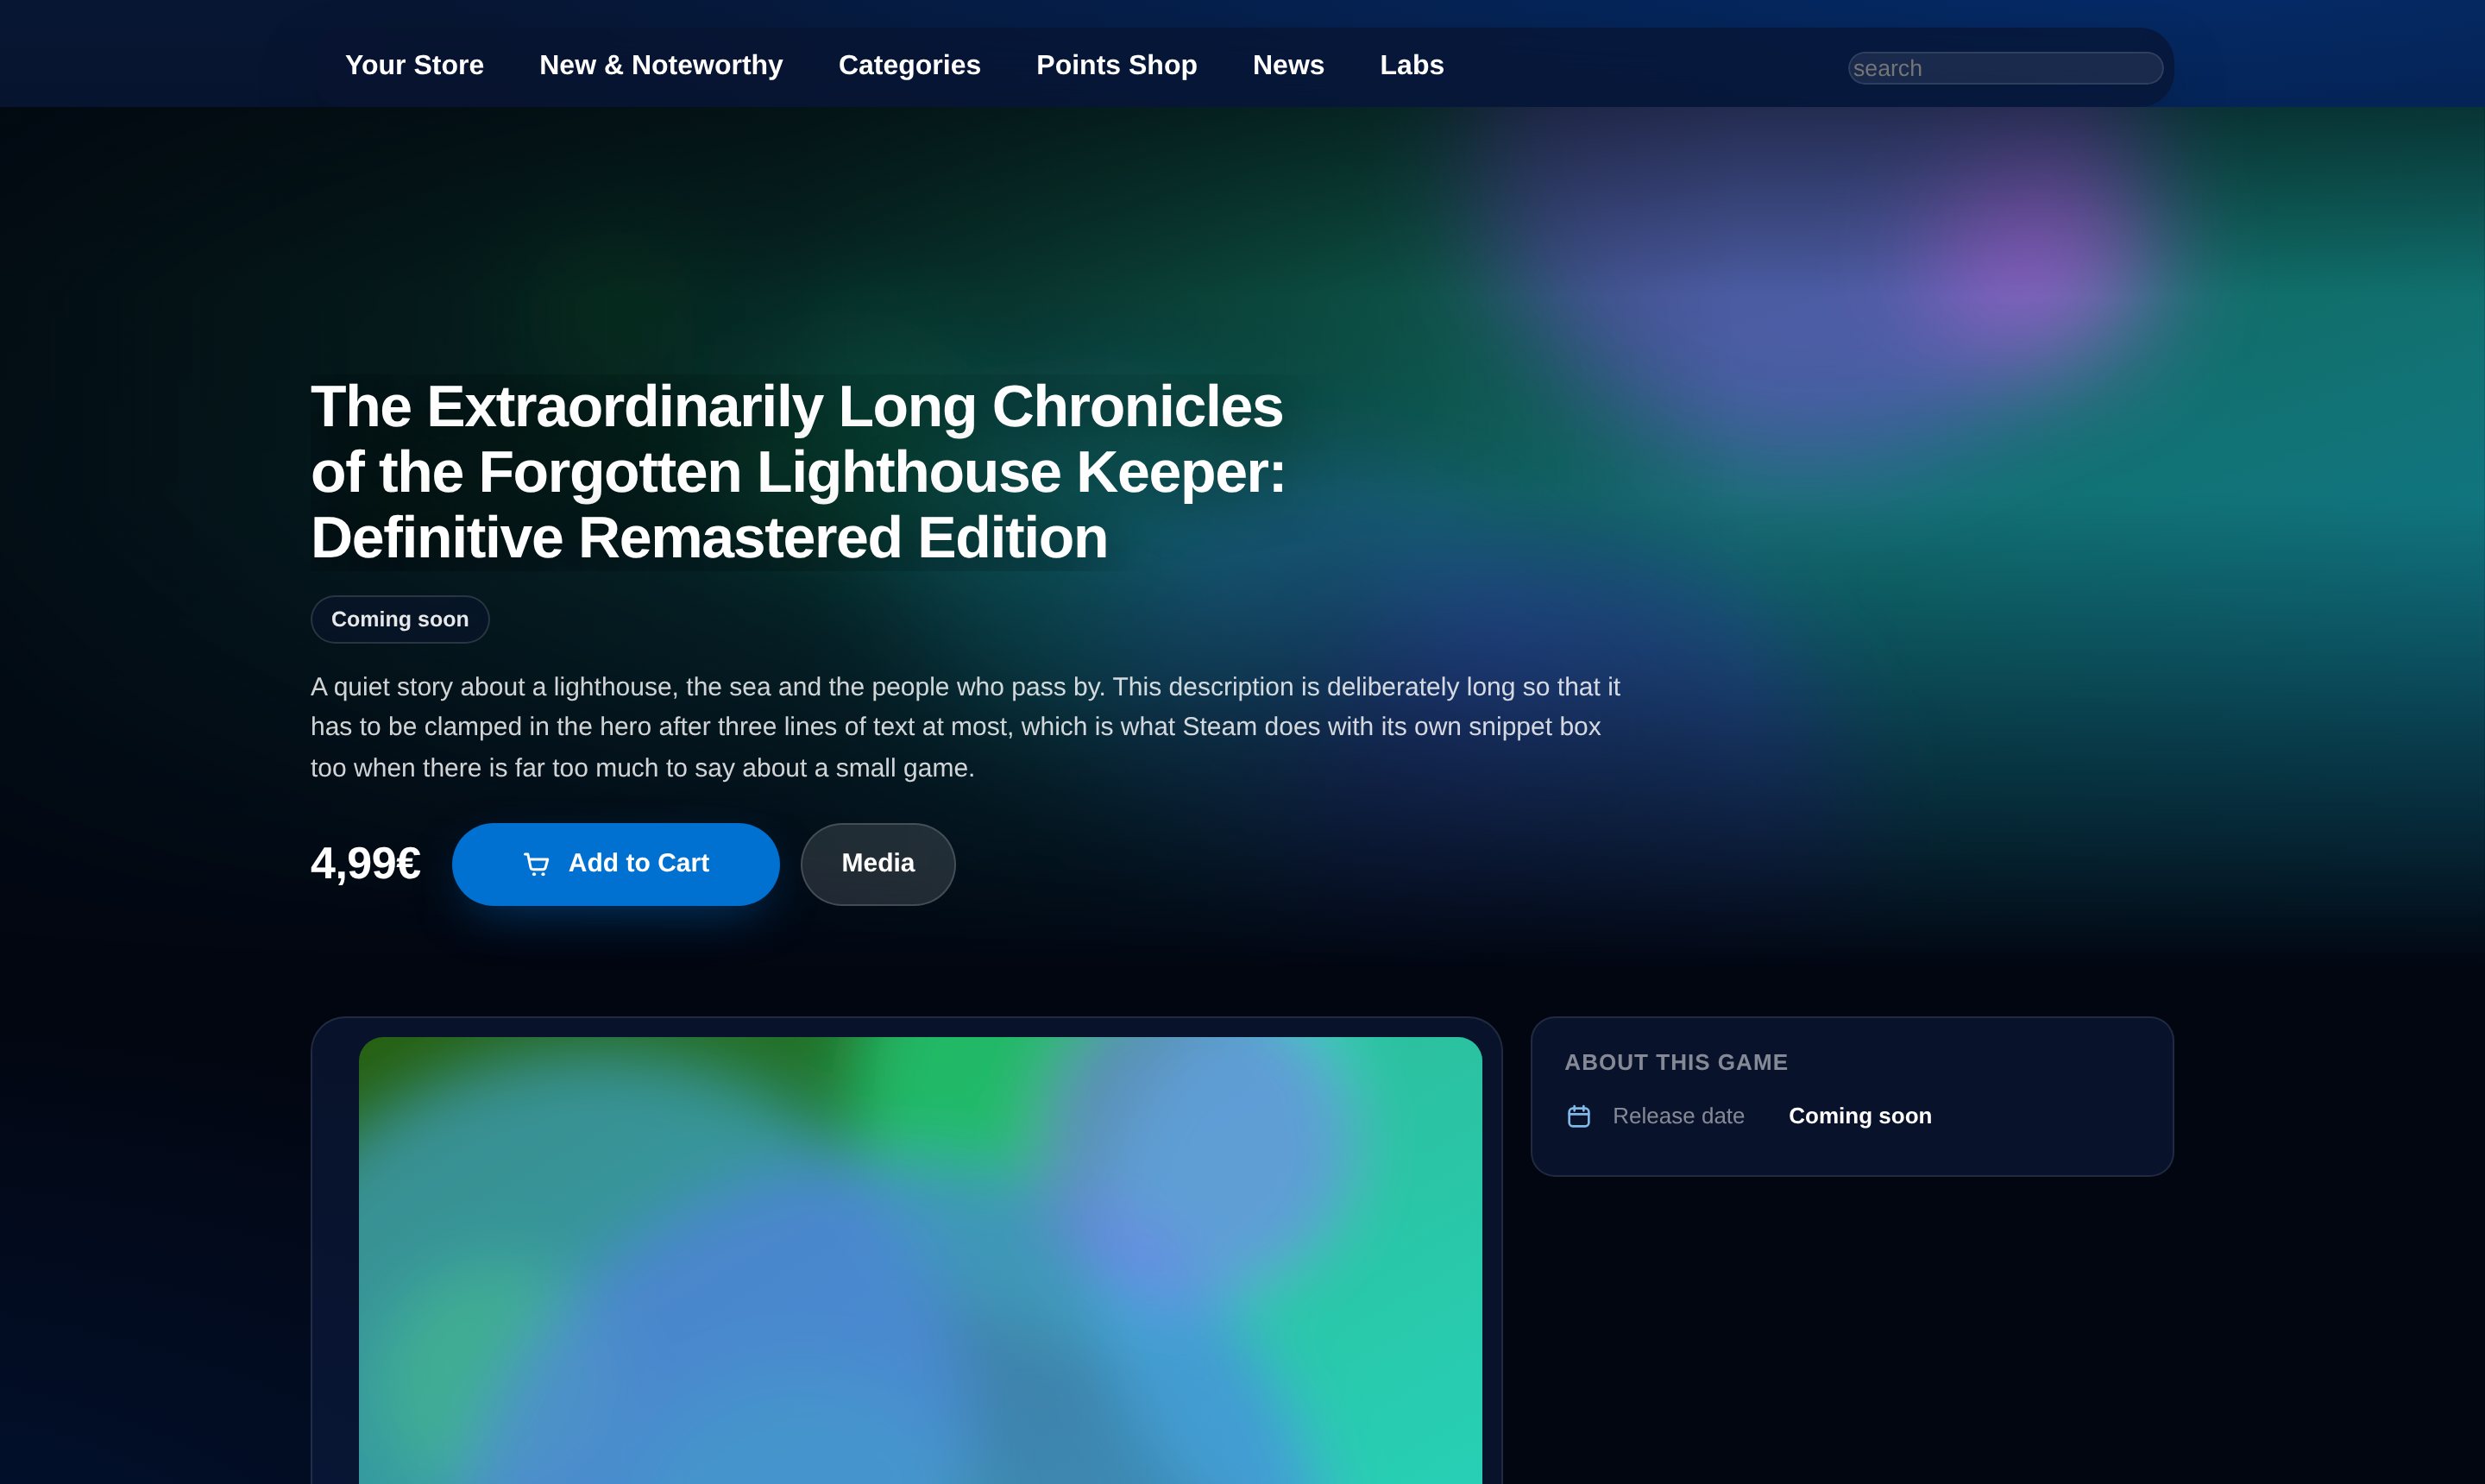 Your Store New & Noteworthy Categories Points Shop News Labs search
The Extraordinarily Long Chronicles
of the Forgotten Lighthouse Keeper:
Definitive Remastered Edition
Coming soon
A quiet story about a lighthouse, the sea and the people who pass by. This description is deliberately long so that it
has to be clamped in the hero after three lines of text at most, which is what Steam does with its own snippet box
too when there is far too much to say about a small game.
4,99€ Add to Cart Media
ABOUT THIS GAME
Release date Coming soon